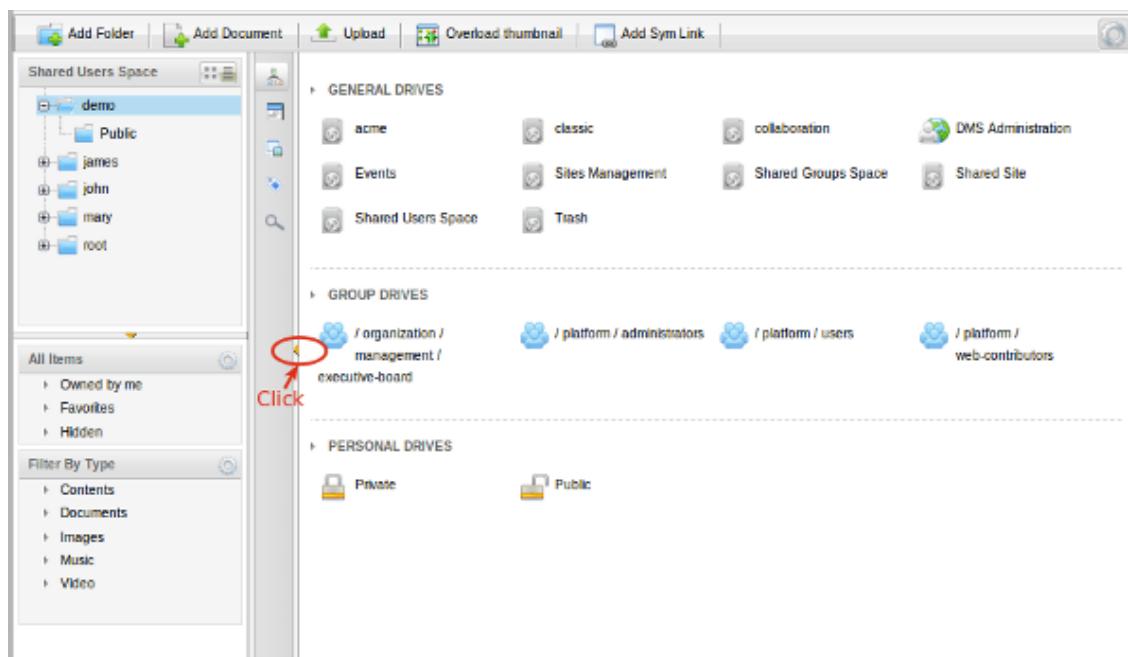 Add Folder Add Document Upload Overload thumbnail Add Sym Link
Shared Users Space
demo
Public
james
john
mary
root
All Items
Owned by me
Favorites
Hidden
Filter By Type
Contents
Documents
Images
Music
Video
Click
GENERAL DRIVES
acme classic collaboration DMS Administration
Events Sites Management Shared Groups Space Shared Site
Shared Users Space Trash
GROUP DRIVES
/ organization / / platform / administrators / platform / users / platform /
management / web-contributors
executive-board
PERSONAL DRIVES
Private Public